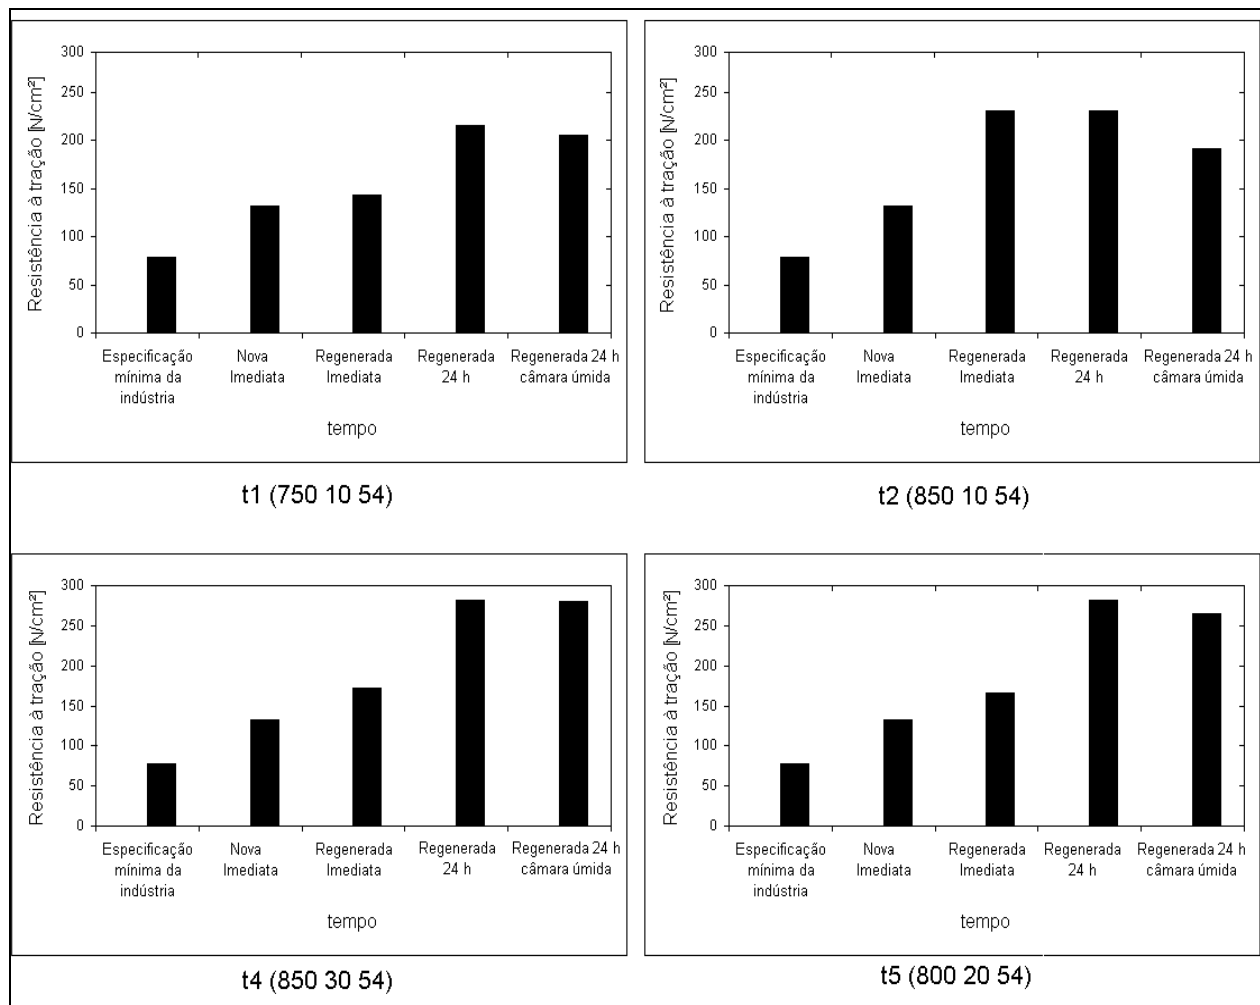 Resistência à tração [N/cm²]
300
250
200
150
100
50
0
Especificação mínima da indústria
Nova Imediata
Regenerada Imediata
Regenerada 24 h
Regenerada 24 h câmara úmida
tempo
t1 (750 10 54)
Resistência à tração [N/cm²]
300
250
200
150
100
50
0
Especificação mínima da indústria
Nova Imediata
Regenerada Imediata
Regenerada 24 h
Regenerada 24 h câmara úmida
tempo
t2 (850 10 54)
Resistência à tração [N/cm²]
300
250
200
150
100
50
0
Especificação mínima da indústria
Nova Imediata
Regenerada Imediata
Regenerada 24 h
Regenerada 24 h câmara úmida
tempo
t4 (850 30 54)
Resistência à tração [N/cm²]
300
250
200
150
100
50
0
Especificação mínima da indústria
Nova Imediata
Regenerada Imediata
Regenerada 24 h
Regenerada 24 h câmara úmida
tempo
t5 (800 20 54)